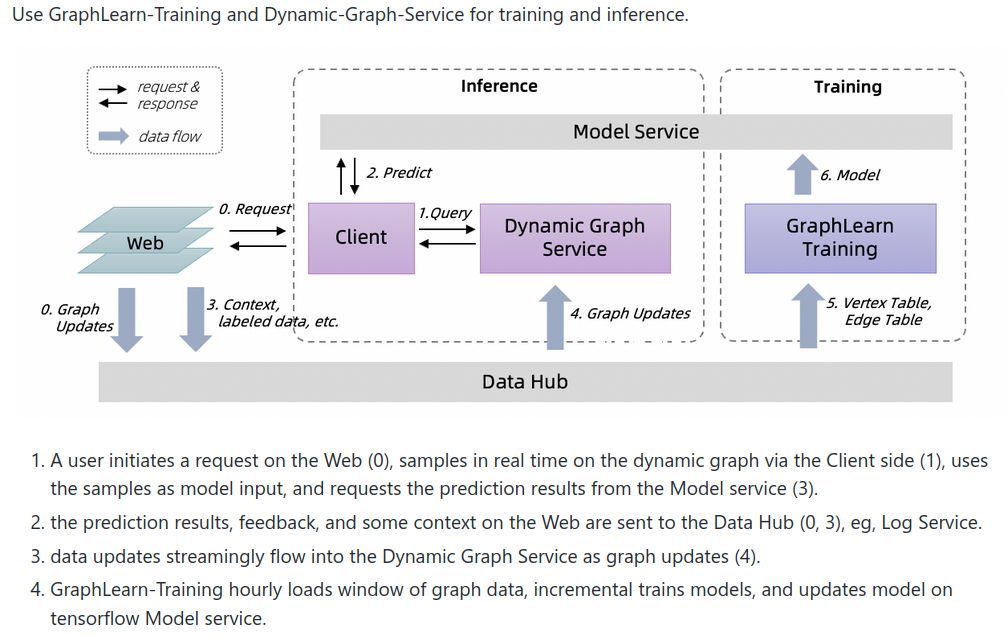 Use GraphLearn-Training and Dynamic-Graph-Service for training and inference.
request &
response
data flow
Inference
Training
Model Service
2. Predict
6. Model
0. Request
1.Query
Web
Client
Dynamic Graph
Service
GraphLearn
Training
0. Graph
Updates
3. Context,
labeled data, etc.
4. Graph Updates
5. Vertex Table,
Edge Table
Data Hub
1. A user initiates a request on the Web (0), samples in real time on the dynamic graph via the Client side (1), uses
the samples as model input, and requests the prediction results from the Model service (3).
2. the prediction results, feedback, and some context on the Web are sent to the Data Hub (0, 3), eg, Log Service.
3. data updates streamingly flow into the Dynamic Graph Service as graph updates (4).
4. GraphLearn-Training hourly loads window of graph data, incremental trains models, and updates model on
tensorflow Model service.